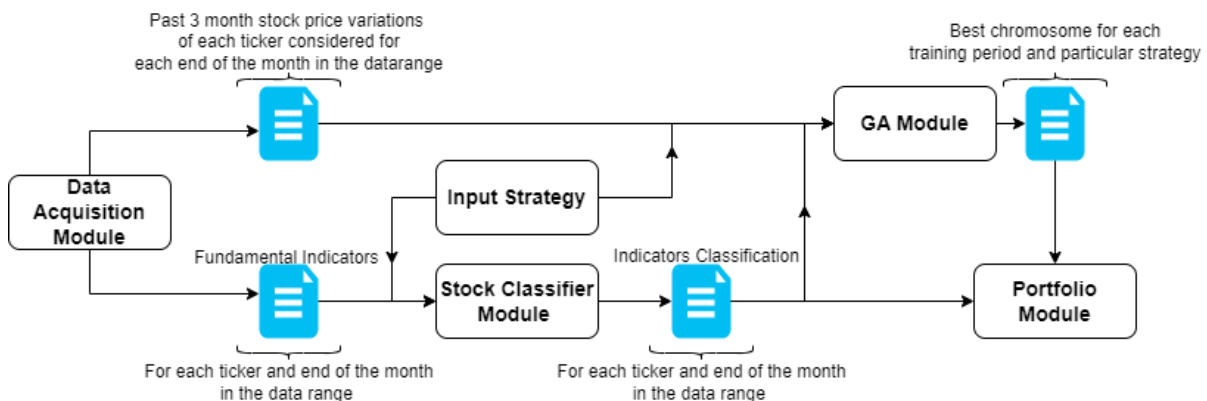 Past 3 month stock price variations
of each ticker considered for
each end of the month in the datarange
Best chromosome for each
training period and particular strategy
GA Module
Data
Acquisition
Module
Input Strategy
Fundamental Indicators
Indicators Classification
Stock Classifier
Module
Portfolio
Module
For each ticker and end of the month
in the data range
For each ticker and end of the month
in the data range